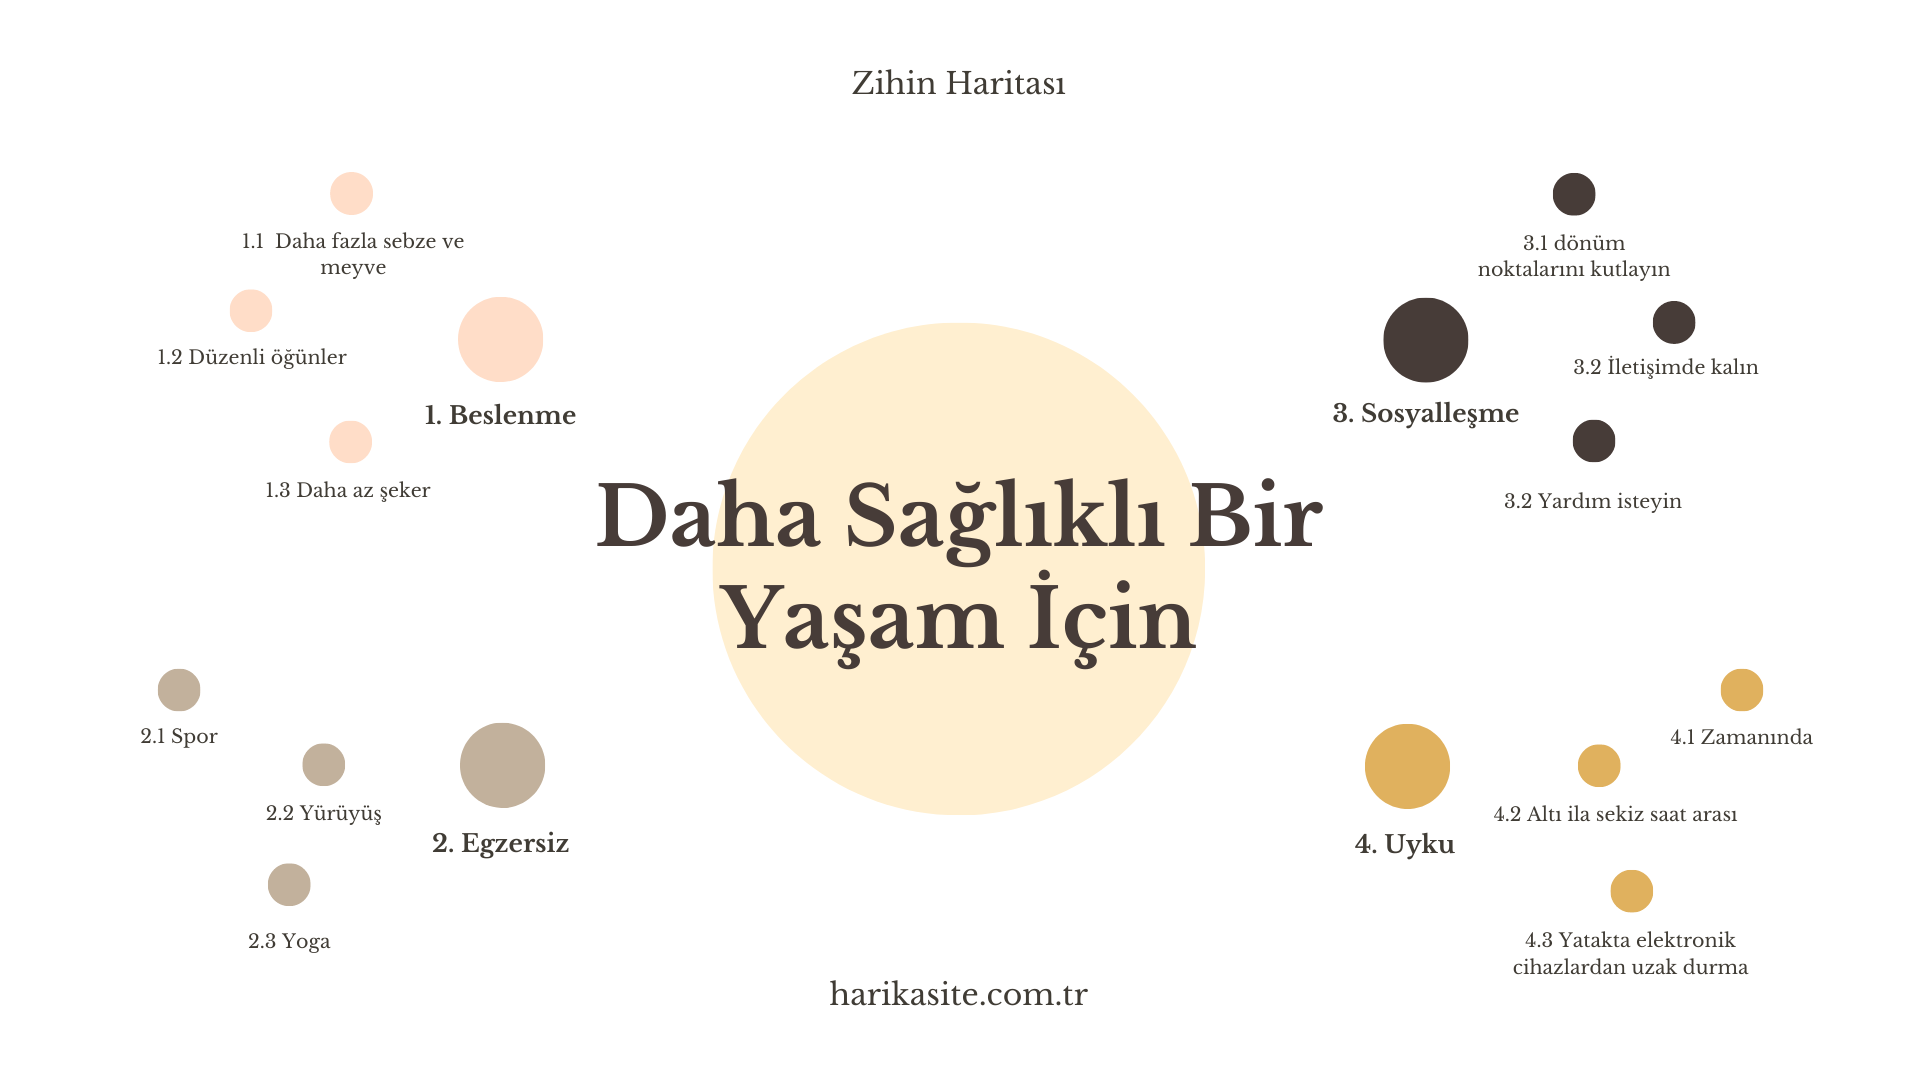 Zihin Haritası
1.1  Daha fazla sebze ve
meyve
1.2 Düzenli öğünler
1. Beslenme
1.3 Daha az şeker
3.1 dönüm
noktalarını kutlayın
3.2 İletişimde kalın
3. Sosyalleşme
3.2 Yardım isteyin
Daha Sağlıklı Bir
Yaşam İçin
2.1 Spor
2.2 Yürüyüş
2. Egzersiz
2.3 Yoga
4.1 Zamanında
4.2 Altı ila sekiz saat arası
4. Uyku
4.3 Yatakta elektronik
cihazlardan uzak durma
harikasite.com.tr